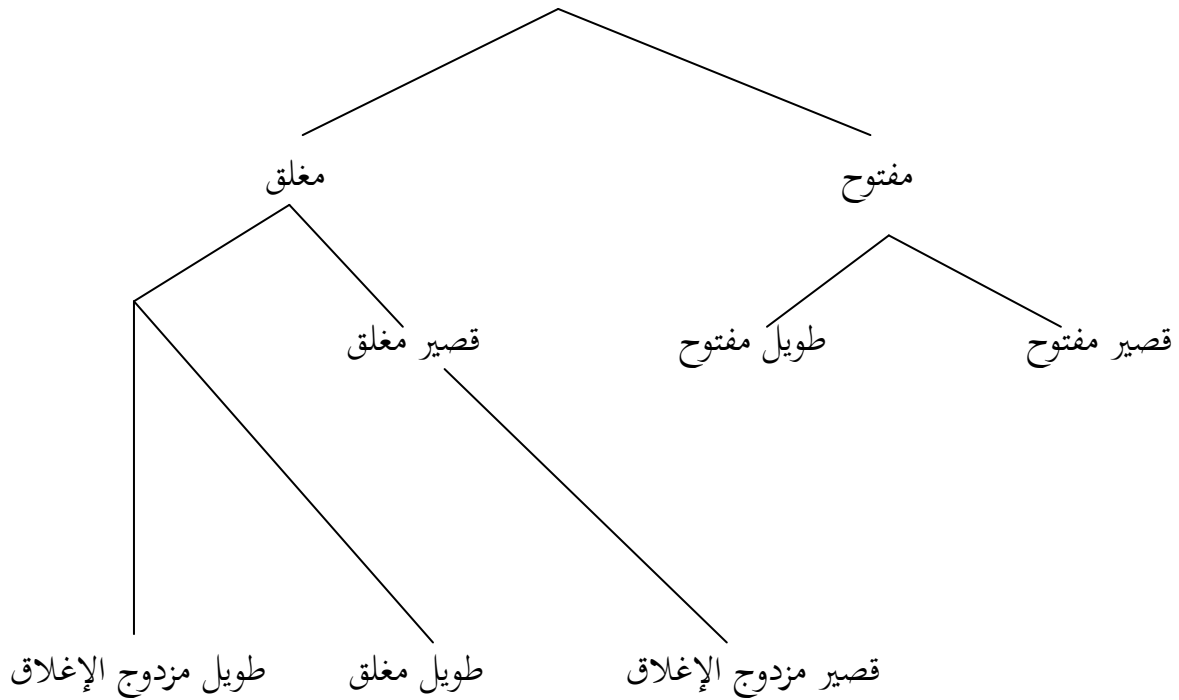 مفتوح
مغلق
قصير مفتوح
طويل مفتوح
قصير مغلق
قصير مزدوج الإغلاق
طويل مغلق
طويل مزدوج الإغلاق